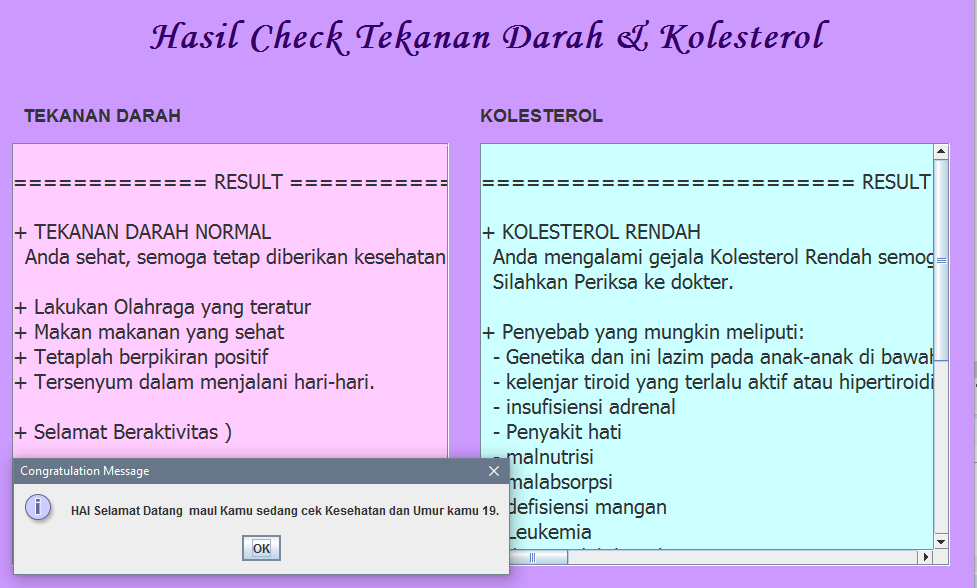 Hasil Check Tekanan Darah & Kolesterol
TEKANAN DARAH
============= RESULT ===========
+ TEKANAN DARAH NORMAL
Anda sehat, semoga tetap diberikan kesehatan
+ Lakukan Olahraga yang teratur
+ Makan makanan yang sehat
+ Tetaplah berpikiran positif
+ Tersenyum dalam menjalani hari-hari.
+ Selamat Beraktivitas )
KOLESTEROL
========================= RESULT
+ KOLESTEROL RENDAH
Anda mengalami gejala Kolesterol Rendah semog
Silahkan Periksa ke dokter.
+ Penyebab yang mungkin meliputi:
- Genetika dan ini lazim pada anak-anak di bawah
- kelenjar tiroid yang terlalu aktif atau hipertiroidi
- insufisiensi adrenal
- Penyakit hati
- malnutrisi
malabsorpsi
defisiensi mangan
Leukemia
Congratulation Message
HAI Selamat Datang  maul Kamu sedang cek Kesehatan dan Umur kamu 19.
OK